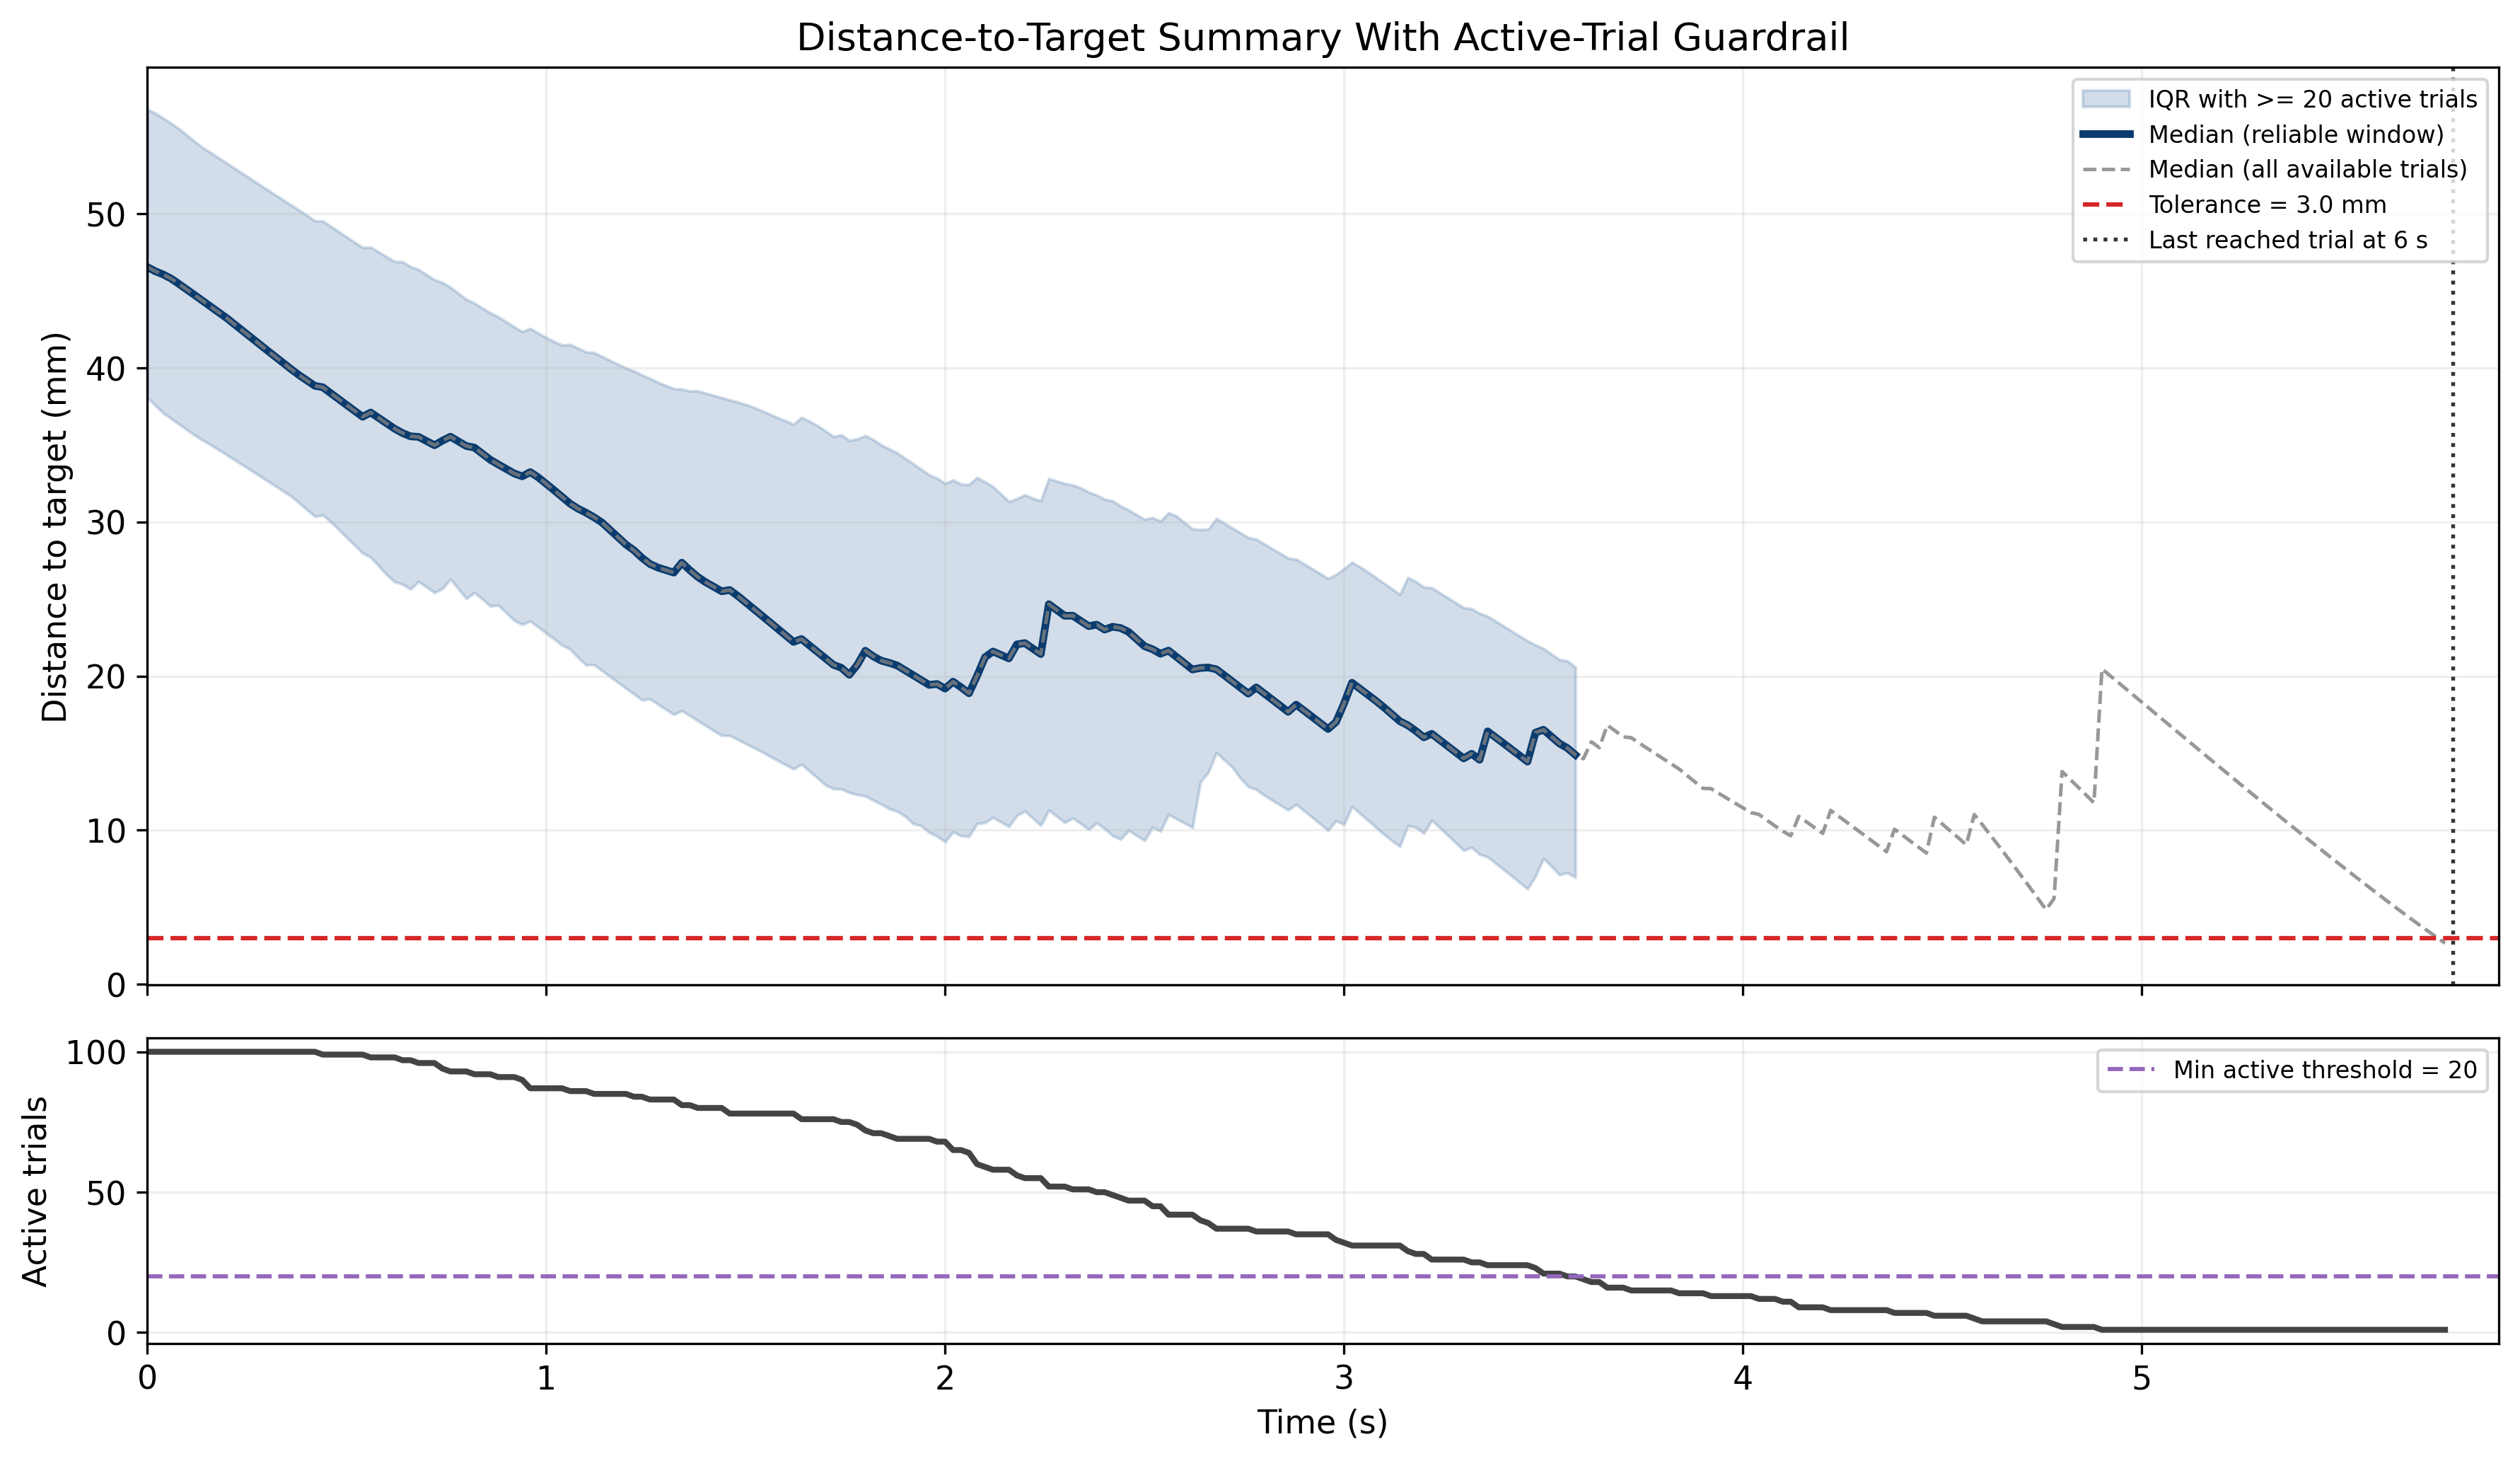 Distance-to-Target Summary With Active-Trial Guardrail
IQR with >= 20 active trials
Median (reliable window)
Median (all available trials)
Tolerance = 3.0 mm
Last reached trial at 6 s
Distance to target (mm)
50
40
30
20
10
0
Min active threshold = 20
Active trials
100
50
0
0 1 2 3 4 5
Time (s)